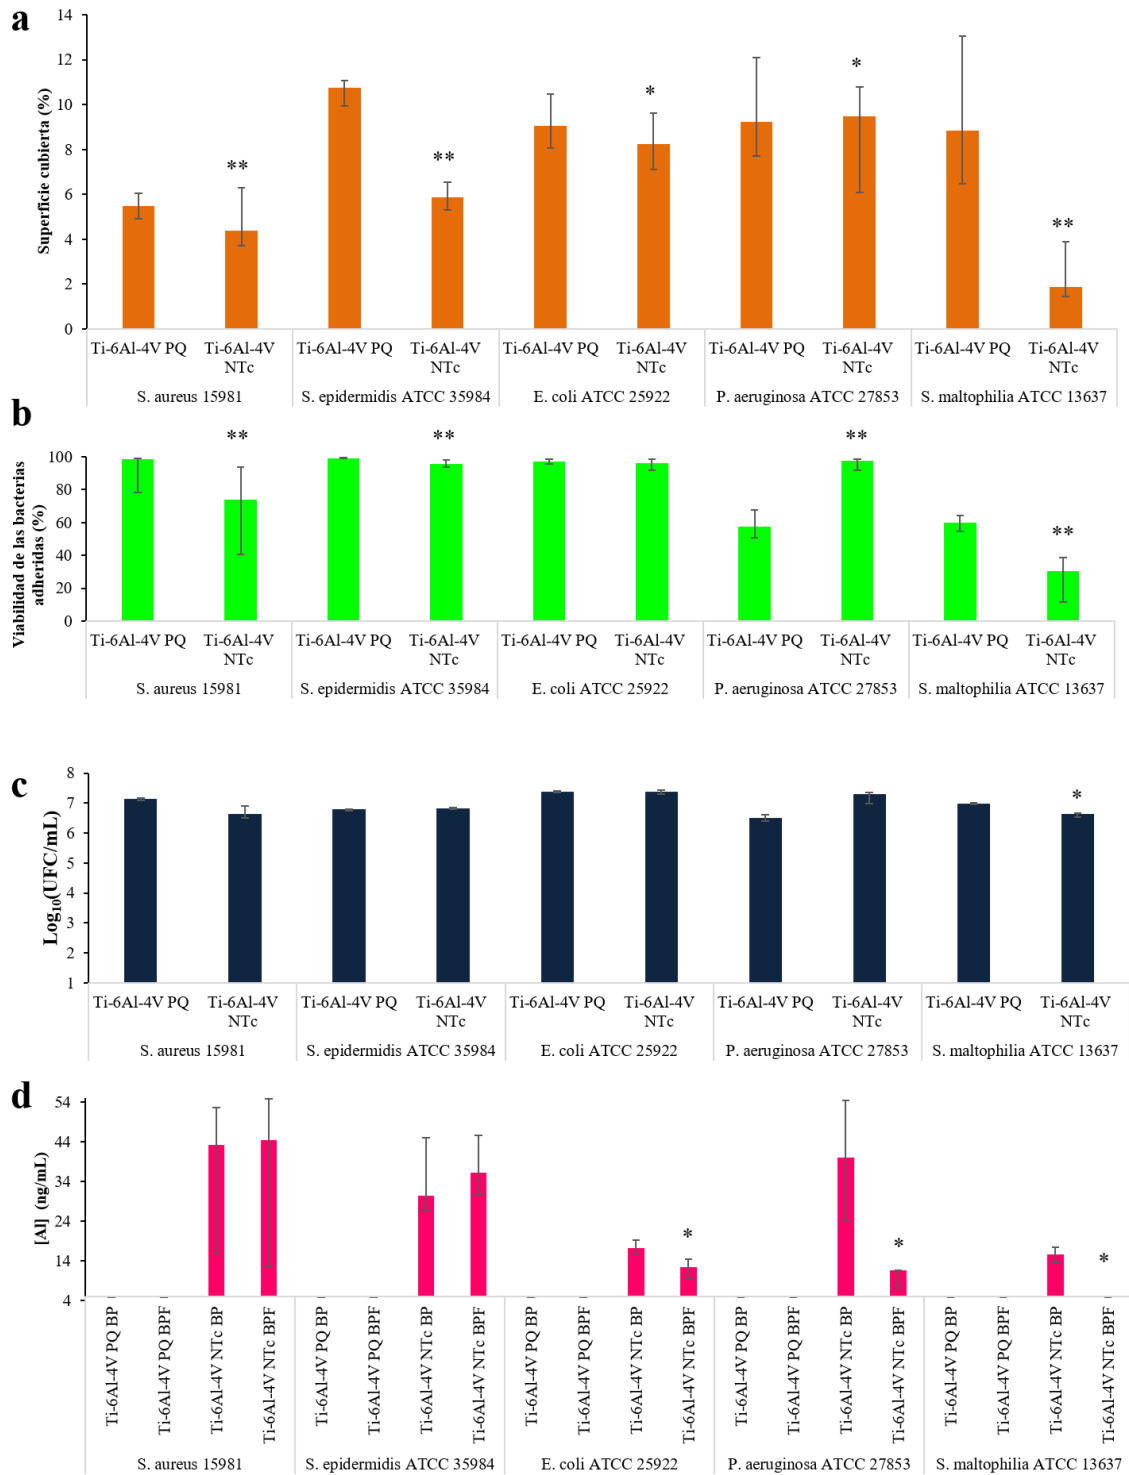 a
Superficie cubierta (%)
14
12
10
8
6
4
2
0
**
**
*
*
**
Ti-6Al-4V PQ
Ti-6Al-4V
NTc
Ti-6Al-4V PQ
Ti-6Al-4V
NTc
Ti-6Al-4V PQ
Ti-6Al-4V
NTc
Ti-6Al-4V PQ
Ti-6Al-4V
NTc
Ti-6Al-4V PQ
Ti-6Al-4V
NTc
S. aureus 15981
S. epidermidis ATCC 35984
E. coli ATCC 25922
P. aeruginosa ATCC 27853
S. maltophilia ATCC 13637
b
Viabilidad de las bacterias
adheridas (%)
100
80
60
40
20
0
**
**
**
**
Ti-6Al-4V PQ
Ti-6Al-4V
NTc
Ti-6Al-4V PQ
Ti-6Al-4V
NTc
Ti-6Al-4V PQ
Ti-6Al-4V
NTc
Ti-6Al-4V PQ
Ti-6Al-4V
NTc
Ti-6Al-4V PQ
Ti-6Al-4V
NTc
S. aureus 15981
S. epidermidis ATCC 35984
E. coli ATCC 25922
P. aeruginosa ATCC 27853
S. maltophilia ATCC 13637
c
Log₁₀(UFC/mL)
8
7
6
5
4
3
2
1
*
Ti-6Al-4V PQ
Ti-6Al-4V
NTc
Ti-6Al-4V PQ
Ti-6Al-4V
NTc
Ti-6Al-4V PQ
Ti-6Al-4V
NTc
Ti-6Al-4V PQ
Ti-6Al-4V
NTc
Ti-6Al-4V PQ
Ti-6Al-4V
NTc
S. aureus 15981
S. epidermidis ATCC 35984
E. coli ATCC 25922
P. aeruginosa ATCC 27853
S. maltophilia ATCC 13637
d
[Al] (ng/mL)
54
44
34
24
14
4
*
*
*
Ti-6Al-4V PQ BP
Ti-6Al-4V PQ BPF
Ti-6Al-4V NTc BP
Ti-6Al-4V NTc BPF
Ti-6Al-4V PQ BP
Ti-6Al-4V PQ BPF
Ti-6Al-4V NTc BP
Ti-6Al-4V NTc BPF
Ti-6Al-4V PQ BP
Ti-6Al-4V PQ BPF
Ti-6Al-4V NTc BP
Ti-6Al-4V NTc BPF
Ti-6Al-4V PQ BP
Ti-6Al-4V PQ BPF
Ti-6Al-4V NTc BP
Ti-6Al-4V NTc BPF
Ti-6Al-4V PQ BP
Ti-6Al-4V PQ BPF
Ti-6Al-4V NTc BP
Ti-6Al-4V NTc BPF
S. aureus 15981
S. epidermidis ATCC 35984
E. coli ATCC 25922
P. aeruginosa ATCC 27853
S. maltophilia ATCC 13637